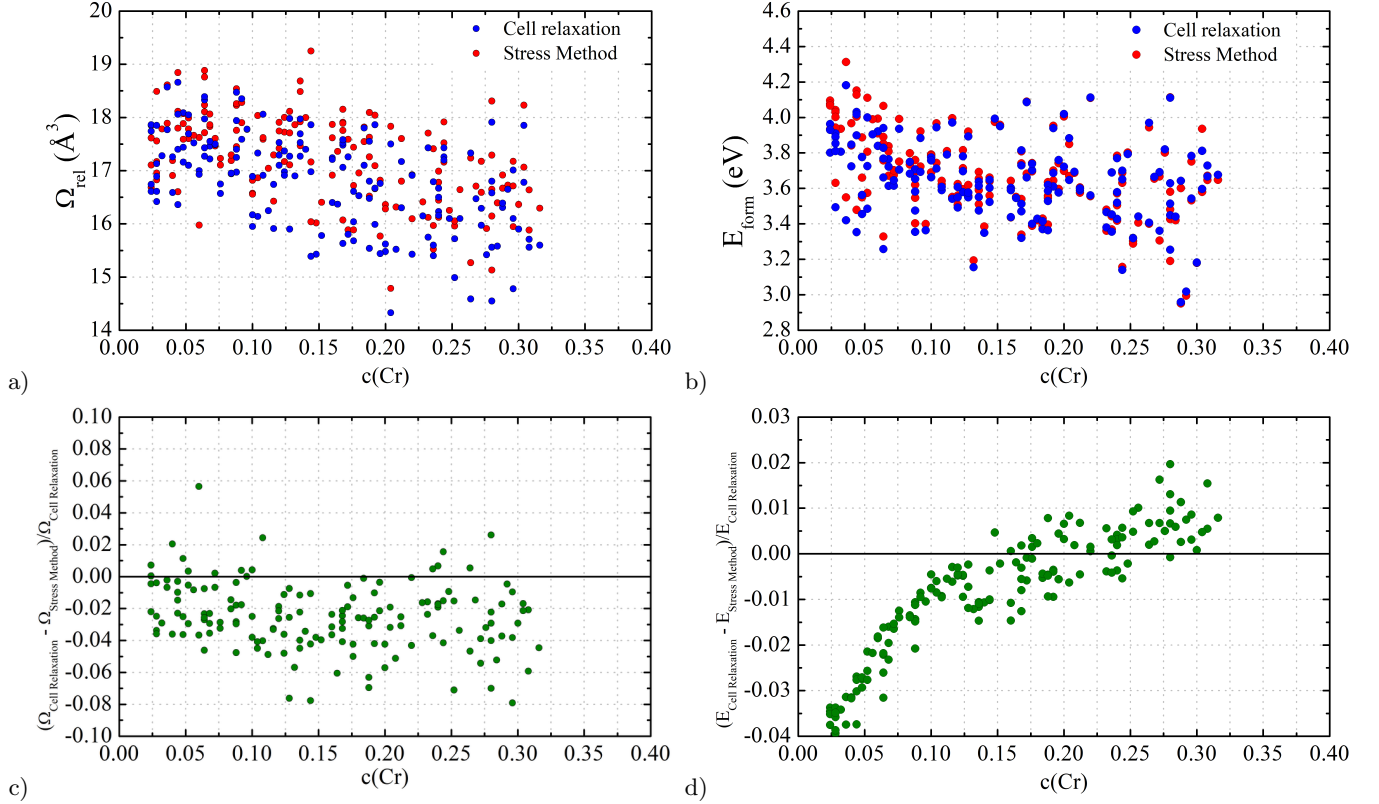 Cell relaxation
Stress Method
20
19
18
17
16
15
14
Ω_rel (Å³)
0.00 0.05 0.10 0.15 0.20 0.25 0.30 0.35 0.40
c(Cr)
a)
Cell relaxation
Stress Method
4.6
4.4
4.2
4.0
3.8
3.6
3.4
3.2
3.0
2.8
E_form (eV)
0.00 0.05 0.10 0.15 0.20 0.25 0.30 0.35 0.40
c(Cr)
b)
0.10
0.08
0.06
0.04
0.02
0.00
-0.02
-0.04
-0.06
-0.08
-0.10
(Ω_Cell Relaxation - Ω_Stress Method)/Ω_Cell Relaxation
0.00 0.05 0.10 0.15 0.20 0.25 0.30 0.35 0.40
c(Cr)
c)
0.03
0.02
0.01
0.00
-0.01
-0.02
-0.03
-0.04
(E_Cell Relaxation - E_Stress Method)/E_Cell Relaxation
0.00 0.05 0.10 0.15 0.20 0.25 0.30 0.35 0.40
c(Cr)
d)